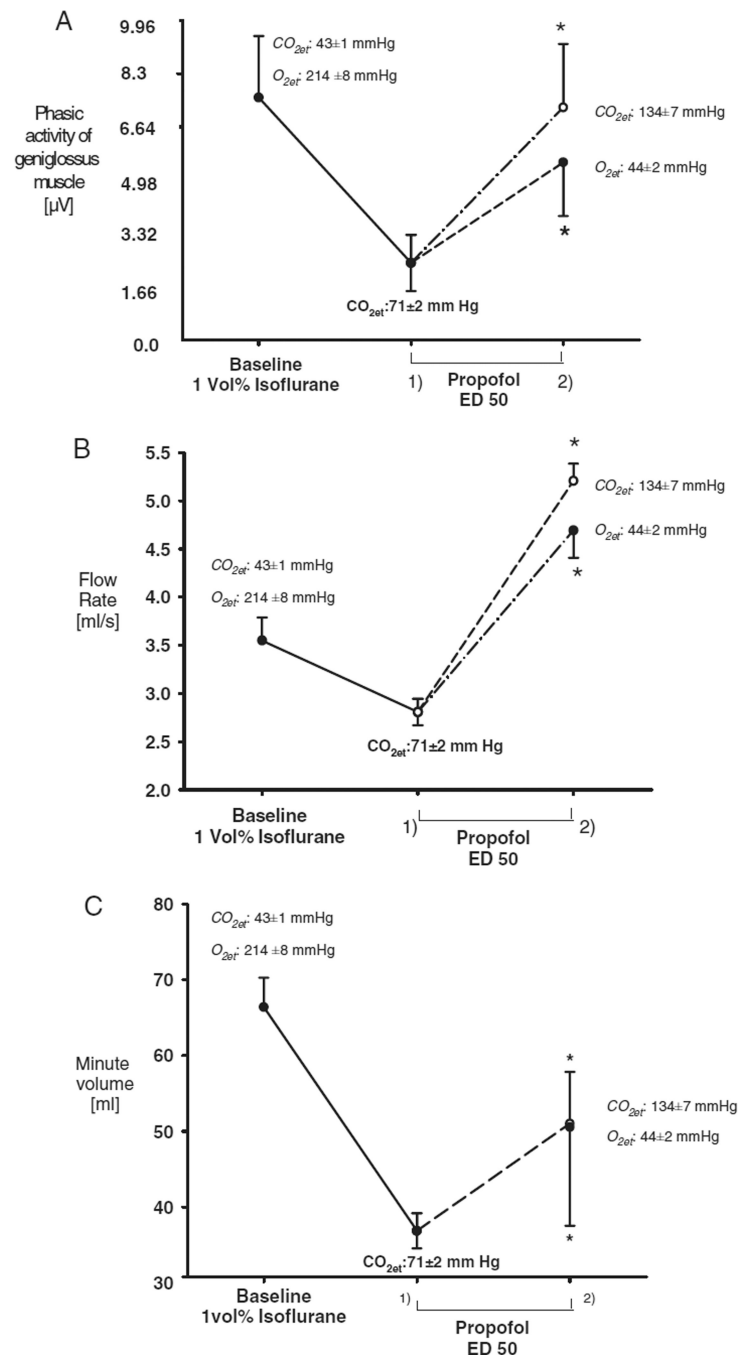 A
9.96
8.3
6.64
4.98
3.32
1.66
0.0
Phasic
activity of
geniglossus
muscle
[µV]
CO2et: 43±1 mmHg
O2et: 214 ±8 mmHg
*
CO2et: 134±7 mmHg
O2et: 44±2 mmHg
*
CO2et:71±2 mm Hg
Baseline
1 Vol% Isoflurane
1) Propofol 2)
ED 50
B
5.5
5.0
4.5
4.0
3.5
3.0
2.5
2.0
Flow
Rate
[ml/s]
CO2et: 43±1 mmHg
O2et: 214 ±8 mmHg
*
CO2et: 134±7 mmHg
O2et: 44±2 mmHg
*
CO2et:71±2 mm Hg
Baseline
1 Vol% Isoflurane
1) Propofol 2)
ED 50
C
80
70
60
50
40
30
Minute
volume
[ml]
CO2et: 43±1 mmHg
O2et: 214 ±8 mmHg
*
CO2et: 134±7 mmHg
O2et: 44±2 mmHg
*
CO2et:71±2 mm Hg
Baseline
1vol% Isoflurane
1) Propofol 2)
ED 50